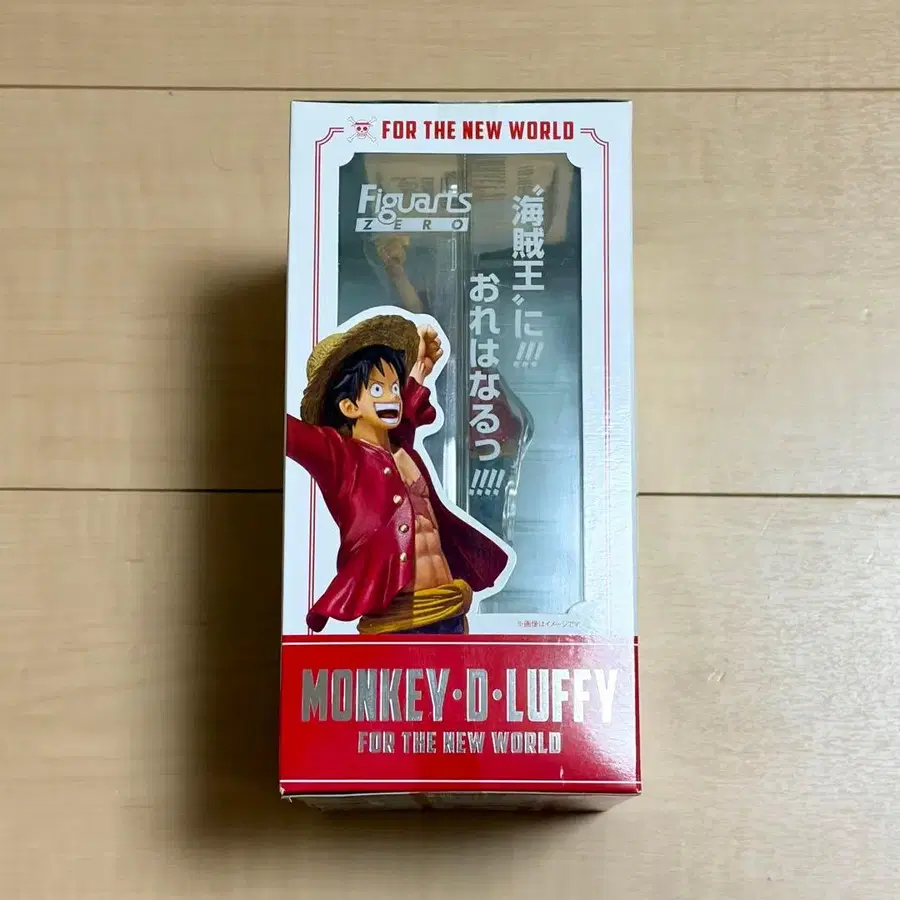 FOR THE NEW WORLD
Figuarts
ZERO
“海賊王”に!!!
おれはなるっ!!!!
※画像はイメージです
MONKEY·D·LUFFY
FOR THE NEW WORLD